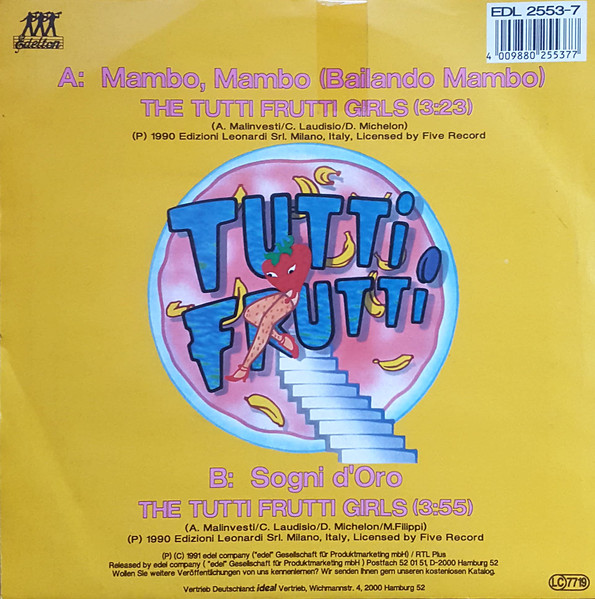 Edelton
EDL 2553-7
4 009880 255377
A: Mambo, Mambo (Bailando Mambo)
THE TUTTI FRUTTI GIRLS (3:23)
(A. Malinvesti/C. Laudisio/D. Michelon)
(P) 1990 Edizioni Leonardi Srl. Milano, Italy, Licensed by Five Record
TUTTI
FRUTTI
B: Sogni d'Oro
THE TUTTI FRUTTI GIRLS (3:55)
(A. Malinvesti/C. Laudisio/D. Michelon/M.Filippi)
(P) 1990 Edizioni Leonardi Srl. Milano, Italy, Licensed by Five Record
(P) (C) 1991 edel company ("edel" Gesellschaft für Produktmarketing mbH) / RTL Plus
Released by edel company ( "edel" Gesellschaft für Produktmarketing mbH ) Postfach 52 01 51, D-2000 Hamburg 52
Wollen Sie weitere Veröffentlichungen von uns kennenlernen? Wir senden Ihnen gern unseren kostenlosen Katalog.
Vertrieb Deutschland: ideal Vertrieb, Wichmannstr. 4, 2000 Hamburg 52
LC 7719